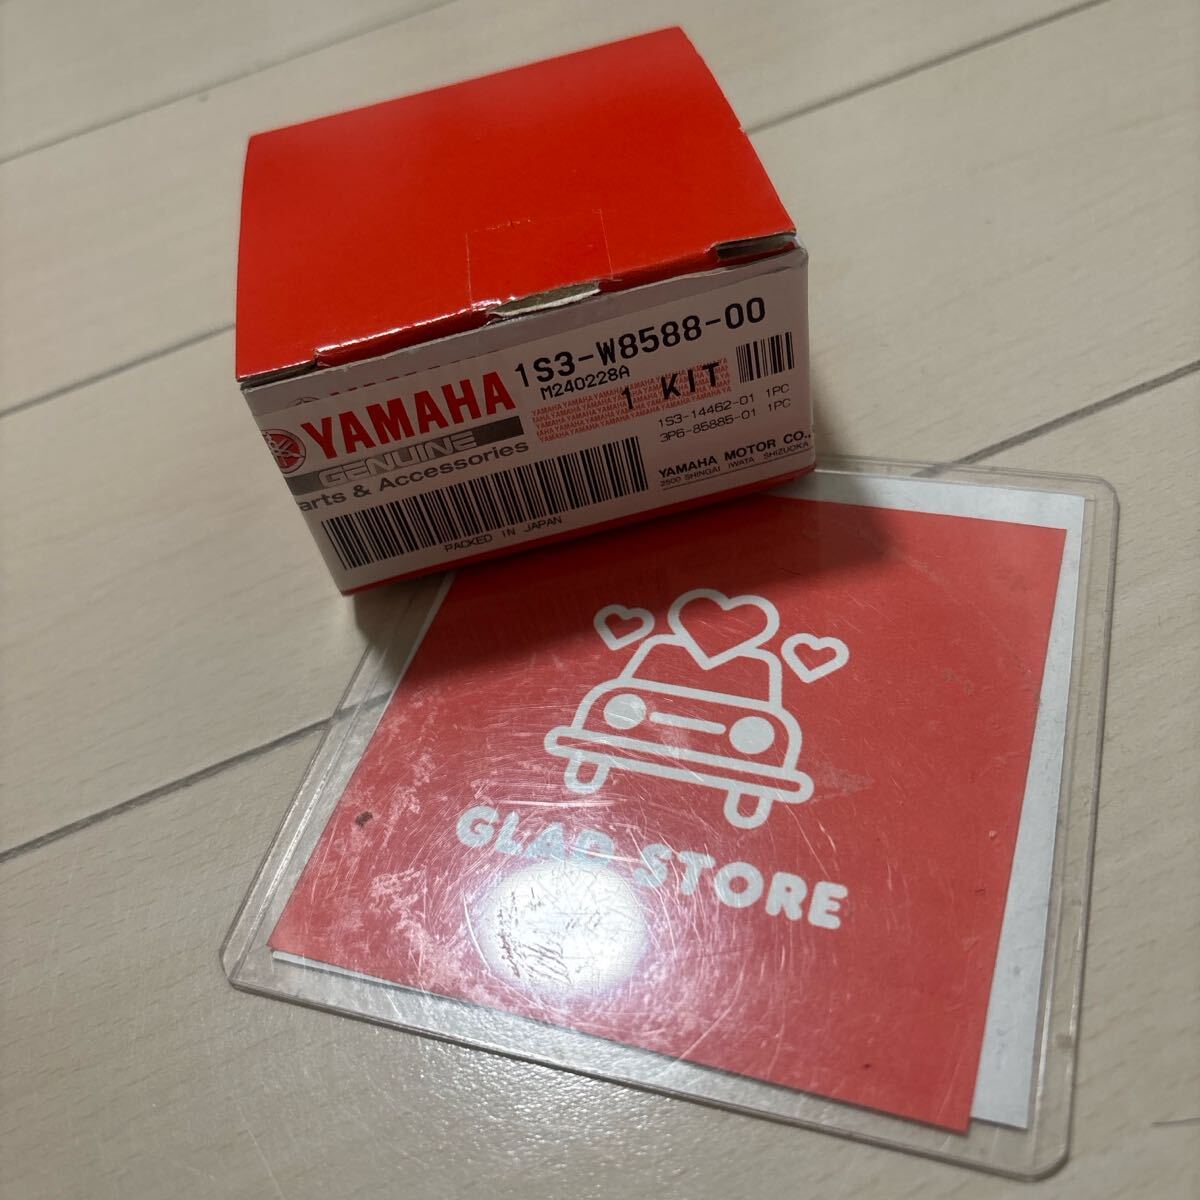 1S3-W8588-00
M240228A
YAMAHA
1 KIT
GENUINE
arts & Accessories
1S3-14462-01 1PC
3P6-85885-01 1PC
YAMAHA MOTOR CO.,
2500 SHINGAI IWATA SHIZUOKA
PACKED IN JAPAN
GLAD STORE